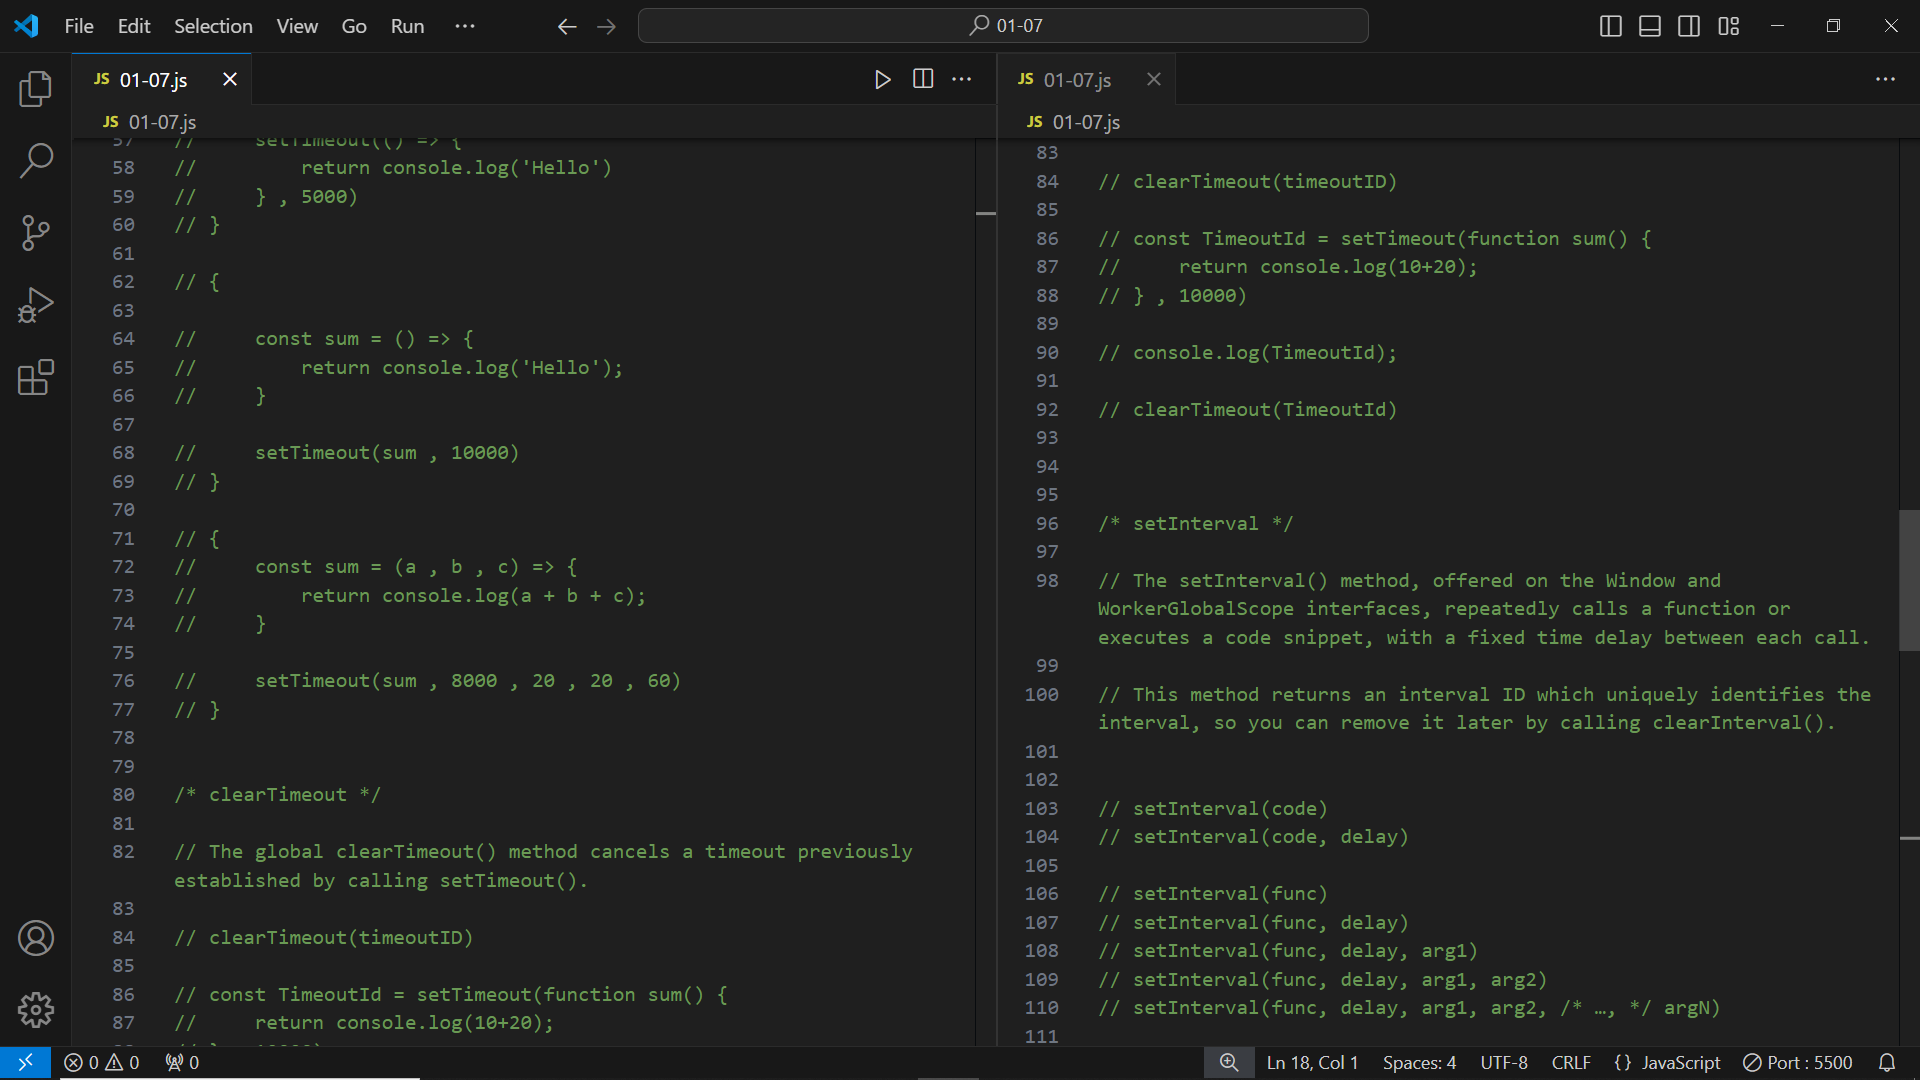 File Edit Selection View Go Run ··· 01-07
JS 01-07.js
JS 01-07.js
57 // setTimeout(() => {
58 // return console.log('Hello')
59 // } , 5000)
60 // }
61
62 // {
63
64 // const sum = () => {
65 // return console.log('Hello');
66 // }
67
68 // setTimeout(sum , 10000)
69 // }
70
71 // {
72 // const sum = (a , b , c) => {
73 // return console.log(a + b + c);
74 // }
75
76 // setTimeout(sum , 8000 , 20 , 20 , 60)
77 // }
78
79
80 /* clearTimeout */
81
82 // The global clearTimeout() method cancels a timeout previously
established by calling setTimeout().
83
84 // clearTimeout(timeoutID)
85
86 // const TimeoutId = setTimeout(function sum() {
87 // return console.log(10+20);
JS 01-07.js
JS 01-07.js
83
84 // clearTimeout(timeoutID)
85
86 // const TimeoutId = setTimeout(function sum() {
87 // return console.log(10+20);
88 // } , 10000)
89
90 // console.log(TimeoutId);
91
92 // clearTimeout(TimeoutId)
93
94
95
96 /* setInterval */
97
98 // The setInterval() method, offered on the Window and
WorkerGlobalScope interfaces, repeatedly calls a function or
executes a code snippet, with a fixed time delay between each call.
99
100 // This method returns an interval ID which uniquely identifies the
interval, so you can remove it later by calling clearInterval().
101
102
103 // setInterval(code)
104 // setInterval(code, delay)
105
106 // setInterval(func)
107 // setInterval(func, delay)
108 // setInterval(func, delay, arg1)
109 // setInterval(func, delay, arg1, arg2)
110 // setInterval(func, delay, arg1, arg2, /* …, */ argN)
111
0 0 0 Ln 18, Col 1 Spaces: 4 UTF-8 CRLF {} JavaScript Port : 5500